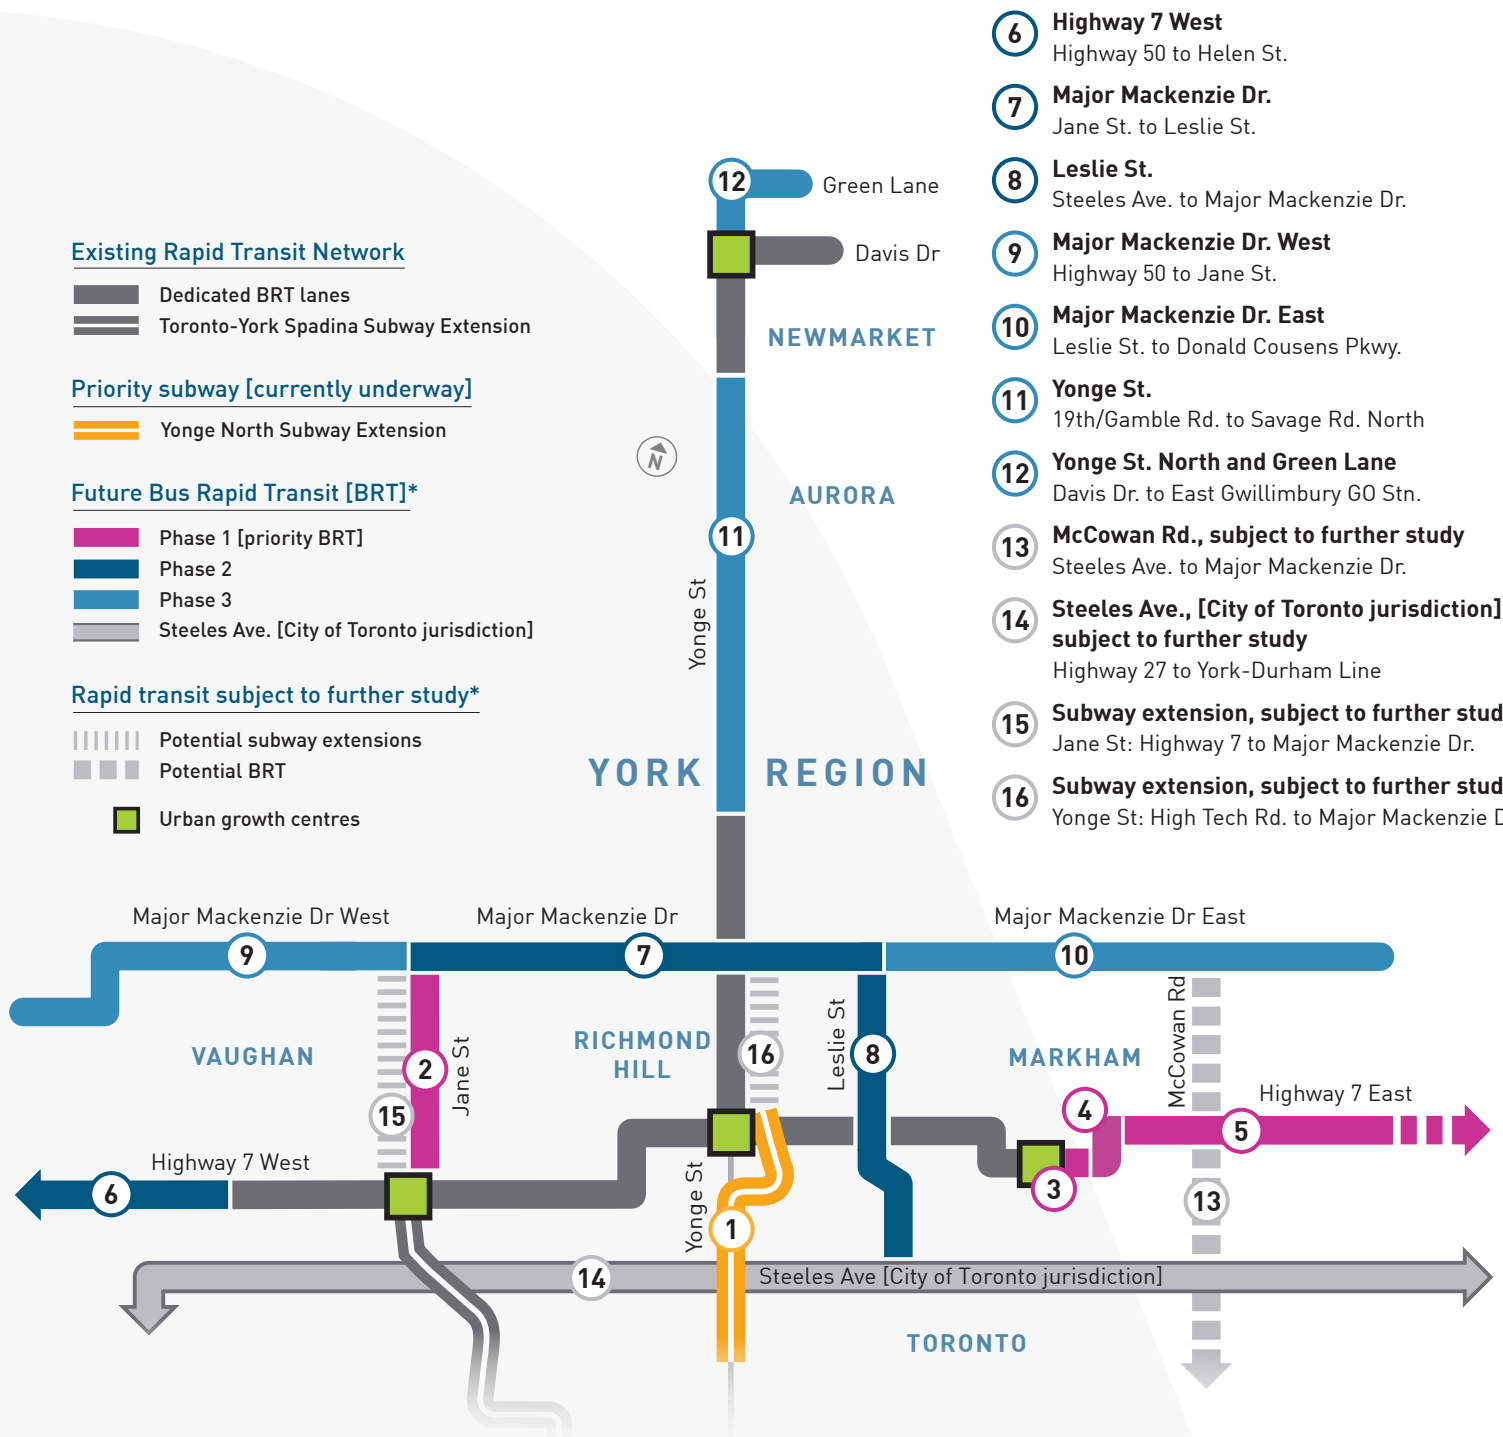 6
Highway 7 West
Highway 50 to Helen St.
7
Major Mackenzie Dr.
Jane St. to Leslie St.
8
Leslie St.
Steeles Ave. to Major Mackenzie Dr.
9
Major Mackenzie Dr. West
Highway 50 to Jane St.
10
Major Mackenzie Dr. East
Leslie St. to Donald Cousens Pkwy.
11
Yonge St.
19th/Gamble Rd. to Savage Rd. North
12
Yonge St. North and Green Lane
Davis Dr. to East Gwillimbury GO Stn.
13
McCowan Rd., subject to further study
Steeles Ave. to Major Mackenzie Dr.
14
Steeles Ave., [City of Toronto jurisdiction]
subject to further study
Highway 27 to York-Durham Line
15
Subway extension, subject to further stud
Jane St: Highway 7 to Major Mackenzie Dr.
16
Subway extension, subject to further stud
Yonge St: High Tech Rd. to Major Mackenzie D
Existing Rapid Transit Network
Dedicated BRT lanes
Toronto-York Spadina Subway Extension
Priority subway [currently underway]
Yonge North Subway Extension
Future Bus Rapid Transit [BRT]*
Phase 1 [priority BRT]
Phase 2
Phase 3
Steeles Ave. [City of Toronto jurisdiction]
Rapid transit subject to further study*
Potential subway extensions
Potential BRT
Urban growth centres
12
Green Lane
Davis Dr
NEWMARKET
N
AURORA
11
Yonge St
YORK REGION
Major Mackenzie Dr West
Major Mackenzie Dr
Major Mackenzie Dr East
9
7
10
VAUGHAN
2
Jane St
15
RICHMOND
HILL
16
Leslie St
8
MARKHAM
McCowan Rd
4
Highway 7 East
5
3
13
Highway 7 West
6
Yonge St
1
14
Steeles Ave [City of Toronto jurisdiction]
TORONTO